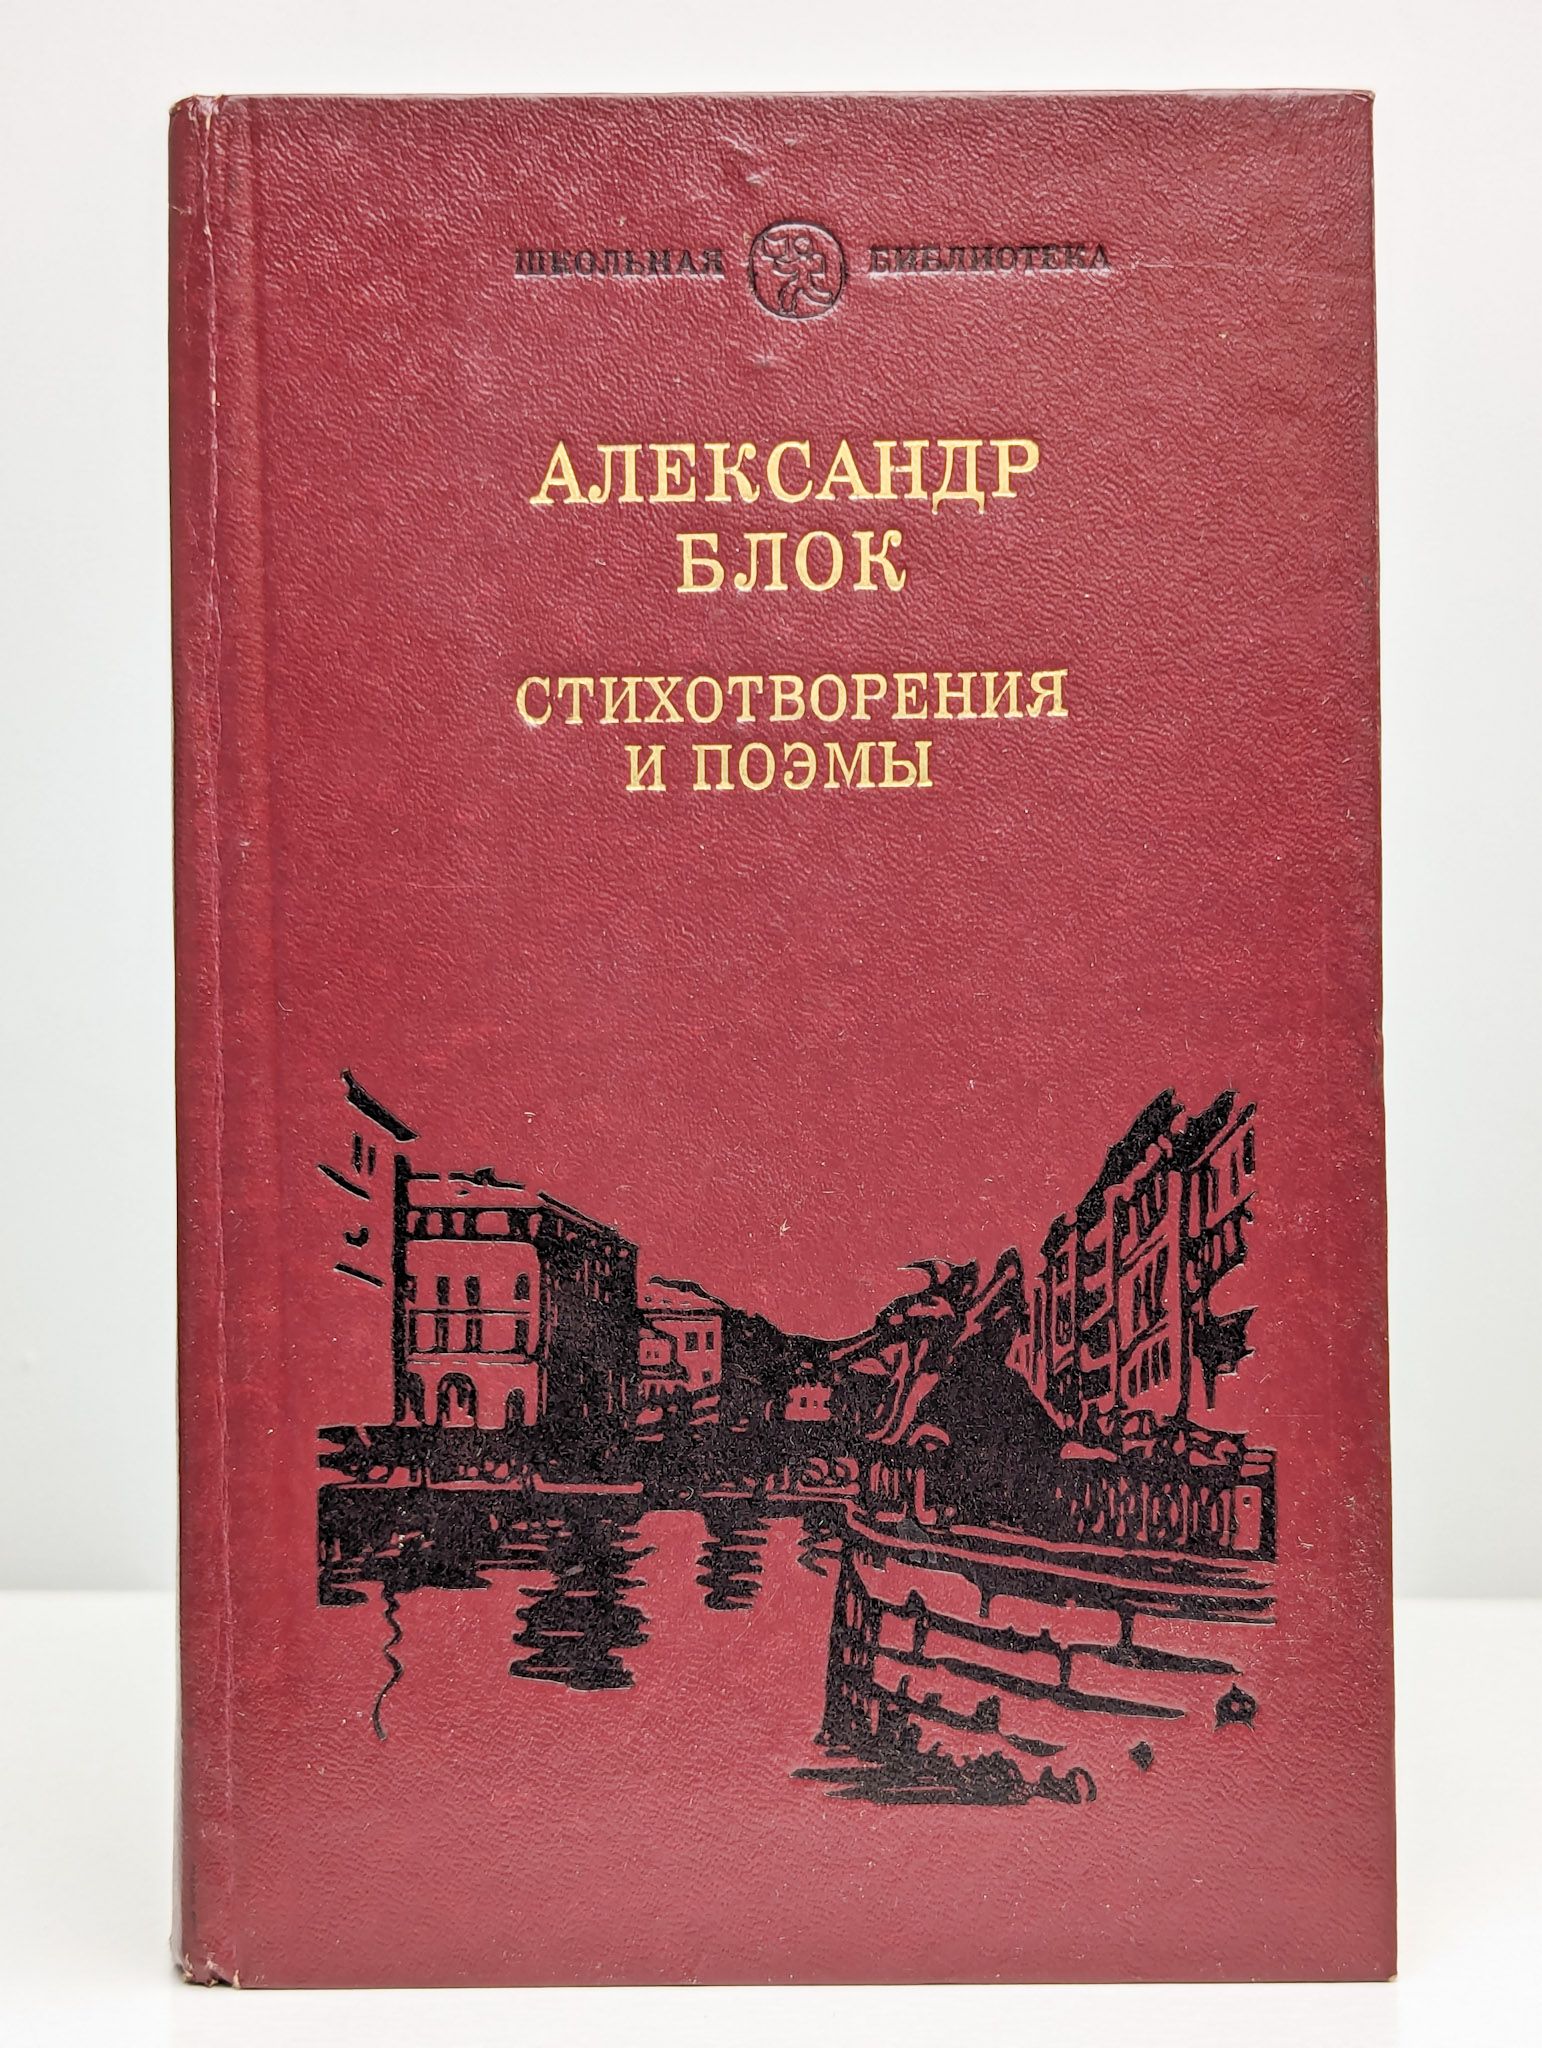 ШКОЛЬНАЯ БИБЛИОТЕКА
АЛЕКСАНДР
БЛОК
СТИХОТВОРЕНИЯ
И ПОЭМЫ